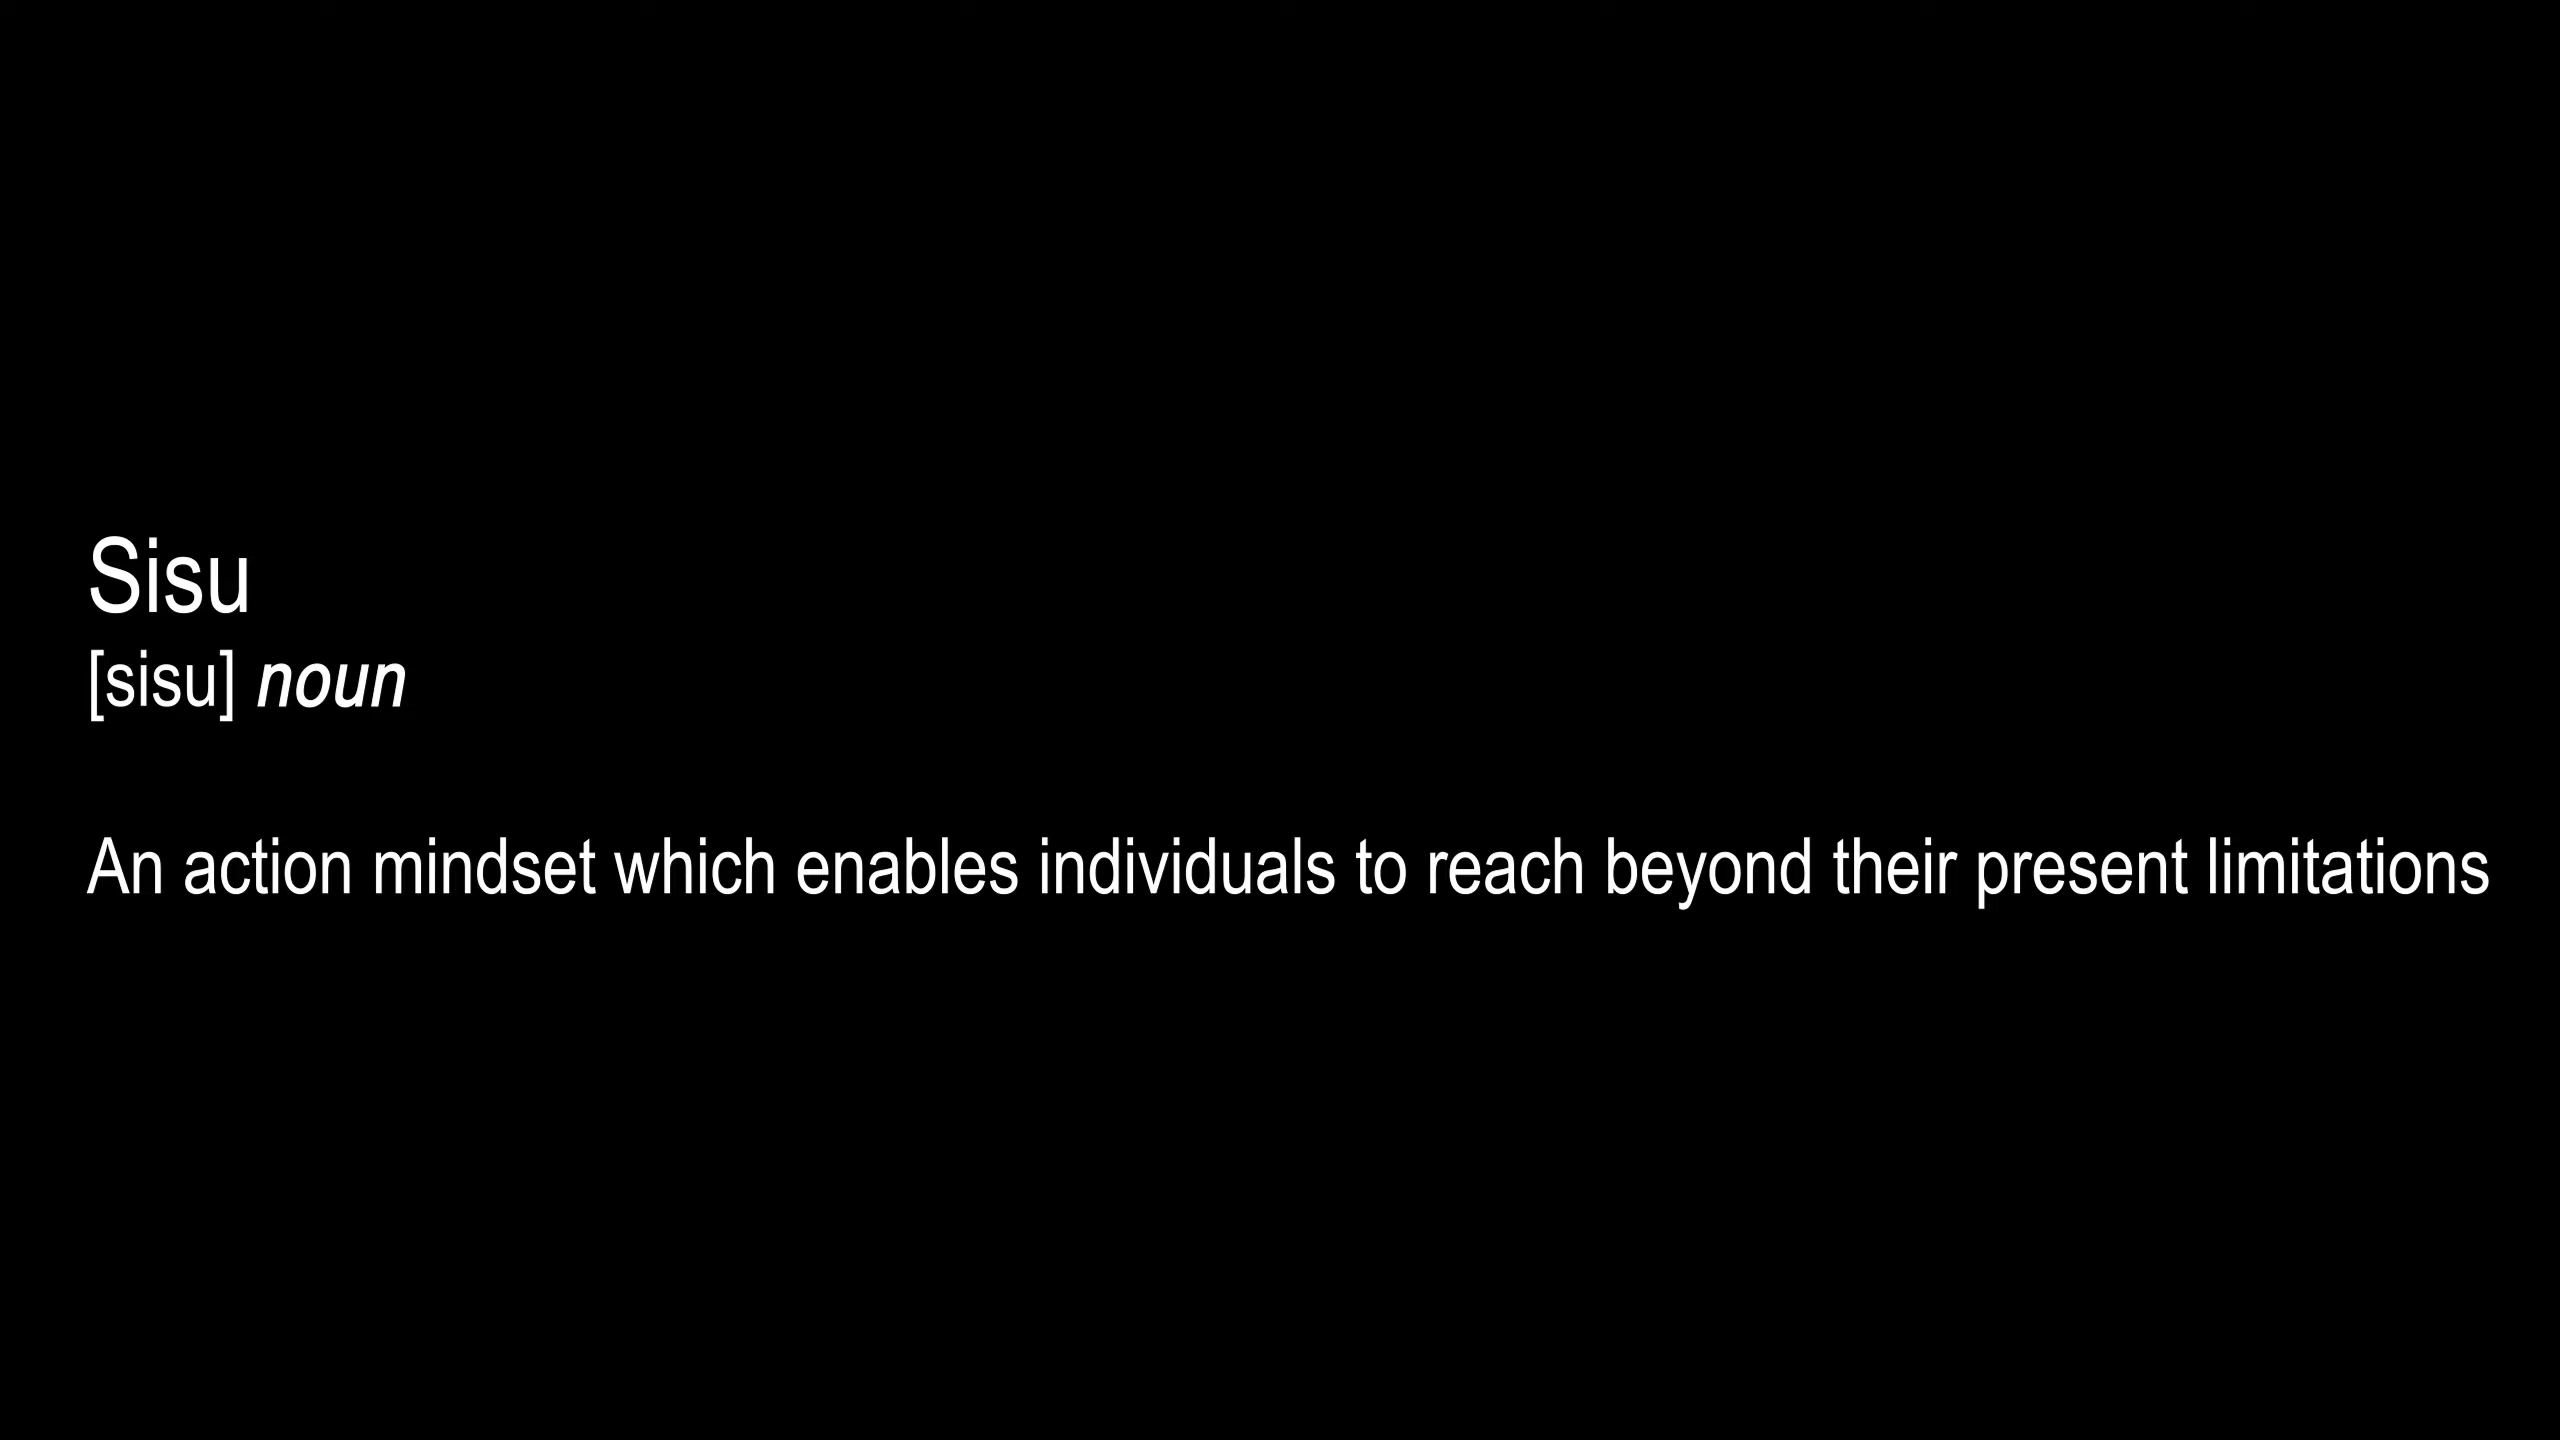 Sisu
[sisu] noun
An action mindset which enables individuals to reach beyond their present limitations